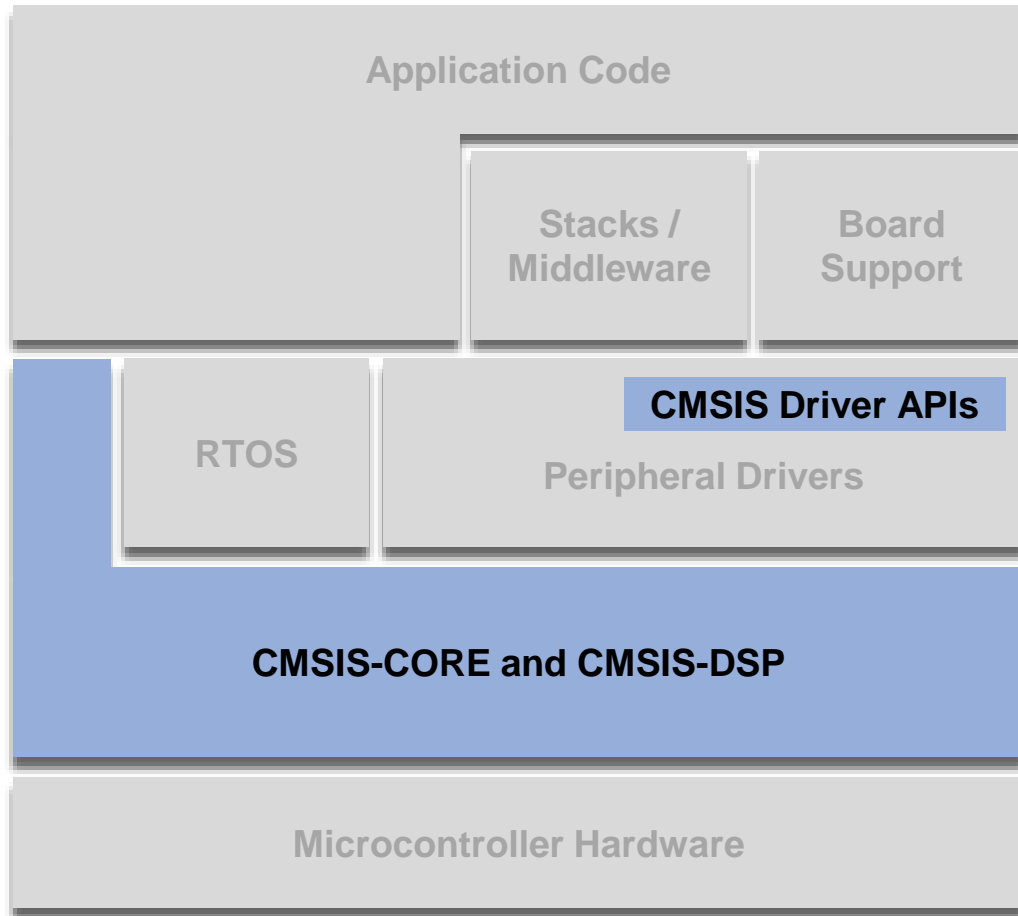 Application Code
Stacks /
Middleware
Board
Support
CMSIS Driver APIs
RTOS
Peripheral Drivers
CMSIS-CORE and CMSIS-DSP
Microcontroller Hardware